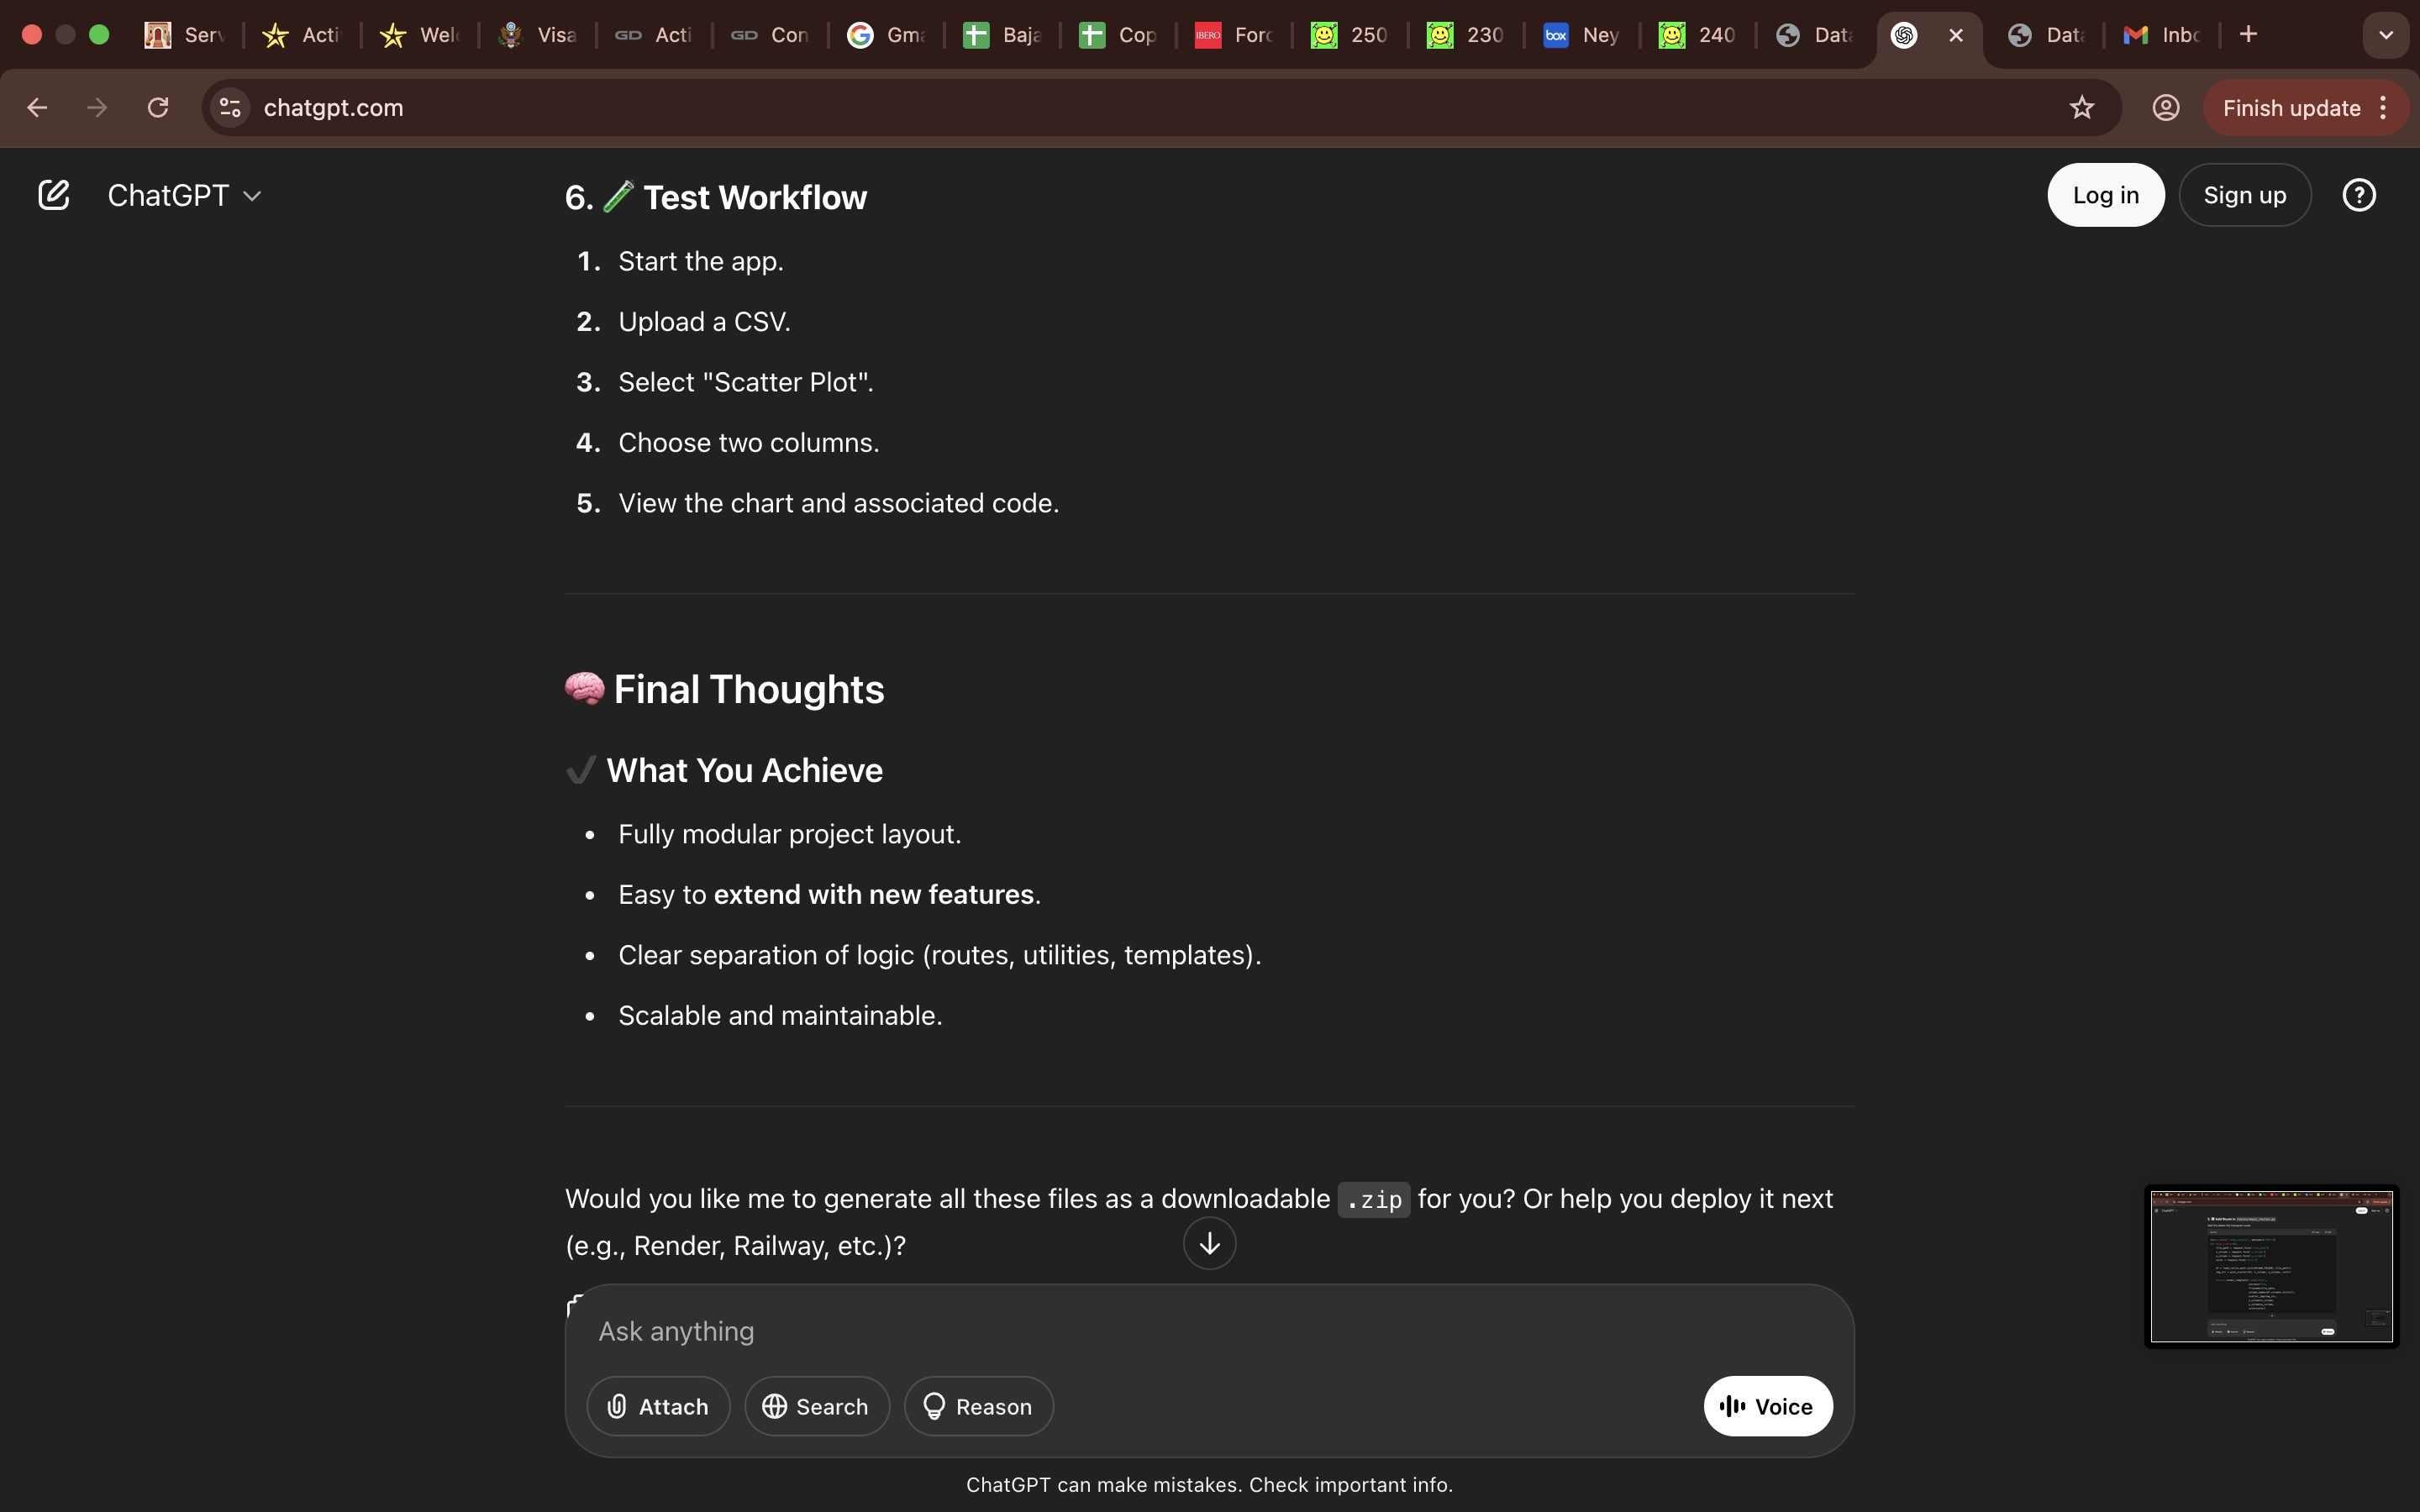 Serv
Acti
Welc
Visa
GD Acti
GD Con
Gma
Baja
Cop
IBERO Forc
250
230
box Ney
240
Data
Data
Inbo
chatgpt.com
Finish update
ChatGPT
Log in
Sign up
6. Test Workflow
1. Start the app.
2. Upload a CSV.
3. Select "Scatter Plot".
4. Choose two columns.
5. View the chart and associated code.
Final Thoughts
What You Achieve
• Fully modular project layout.
• Easy to extend with new features.
• Clear separation of logic (routes, utilities, templates).
• Scalable and maintainable.
Would you like me to generate all these files as a downloadable .zip for you? Or help you deploy it next
(e.g., Render, Railway, etc.)?
Ask anything
Attach
Search
Reason
Voice
ChatGPT can make mistakes. Check important info.